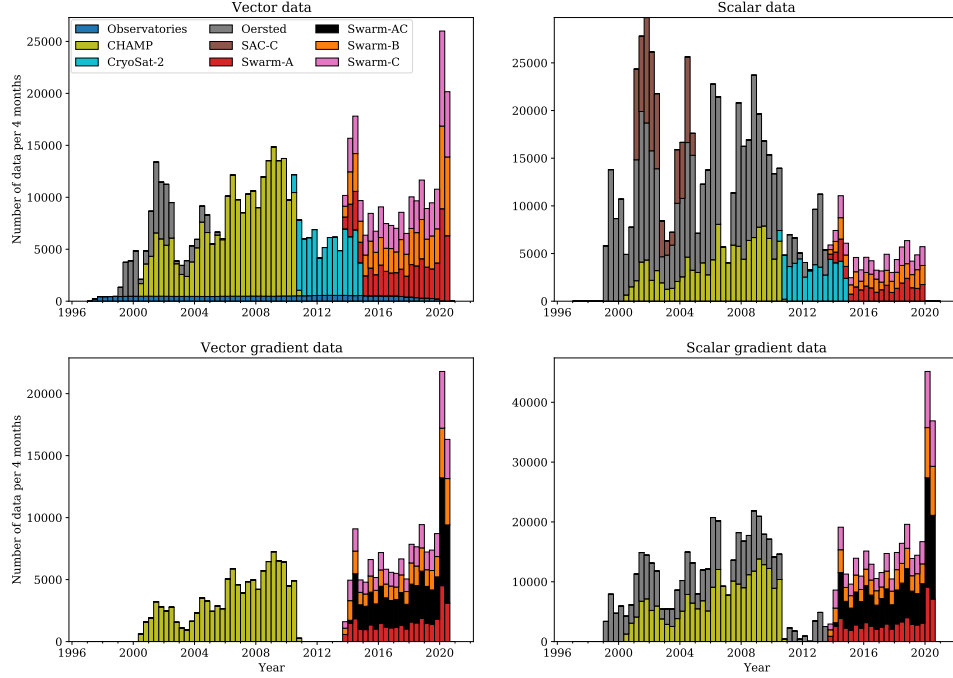 Vector data
Scalar data
Observatories
CHAMP
CryoSat-2
Oersted
SAC-C
Swarm-A
Swarm-AC
Swarm-B
Swarm-C
Number of data per 4 months
25000
20000
15000
10000
5000
0
1996 2000 2004 2008 2012 2016 2020
25000
20000
15000
10000
5000
0
1996 2000 2004 2008 2012 2016 2020
Vector gradient data
Scalar gradient data
Number of data per 4 months
20000
15000
10000
5000
0
1996 2000 2004 2008 2012 2016 2020
Year
40000
30000
20000
10000
0
1996 2000 2004 2008 2012 2016 2020
Year